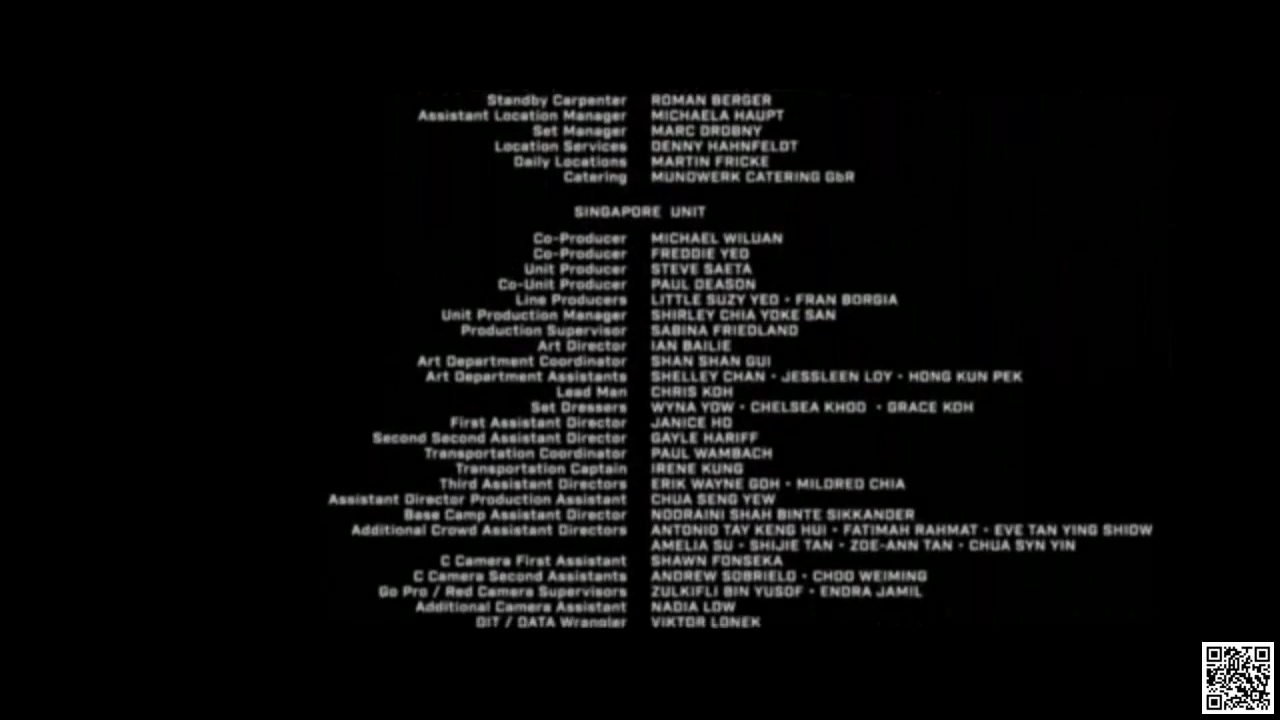 Standby Carpenter ROMAN BERGER
Assistant Location Manager MICHAELA HAUPT
Set Manager MARC DROBNY
Location Services DENNY HAHNFELDT
Daily Locations MARTIN FRICKE
Catering MUNDWERK CATERING GbR
SINGAPORE UNIT
Co-Producer MICHAEL WILUAN
Co-Producer FREDDIE YEO
Unit Producer STEVE SAETA
Co-Unit Producer PAUL DEASON
Line Producers LITTLE SUZY YEO • FRAN BORGIA
Unit Production Manager SHIRLEY CHIA YOKE SAN
Production Supervisor SABINA FRIEDLAND
Art Director IAN BAILIE
Art Department Coordinator SHAN SHAN GUI
Art Department Assistants SHELLEY CHAN • JESSLEEN LOY • HONG KUN PEK
Lead Man CHRIS KOH
Set Dressers WYNA YOW • CHELSEA KHOO • GRACE KOH
First Assistant Director JANICE HO
Second Second Assistant Director GAYLE HARIFF
Transportation Coordinator PAUL WAMBACH
Transportation Captain IRENE KUNG
Third Assistant Directors ERIK WAYNE GOH • MILDRED CHIA
Assistant Director Production Assistant CHUA SENG YEW
Base Camp Assistant Director NOORAINI SHAH BINTE SIKKANDER
Additional Crowd Assistant Directors ANTONIO TAY KENG HUI • FATIMAH RAHMAT • EVE TAN YING SHIOW
AMELIA SU • SHIJIE TAN • ZOE-ANN TAN • CHUA SYN YIN
C Camera First Assistant SHAWN FONSEKA
C Camera Second Assistants ANDREW SOBRIELO • CHOO WEIMING
Go Pro / Red Camera Supervisors ZULKIFLI BIN YUSOF • ENDRA JAMIL
Additional Camera Assistant NADIA LOW
DIT / DATA Wrangler VIKTOR LONEK